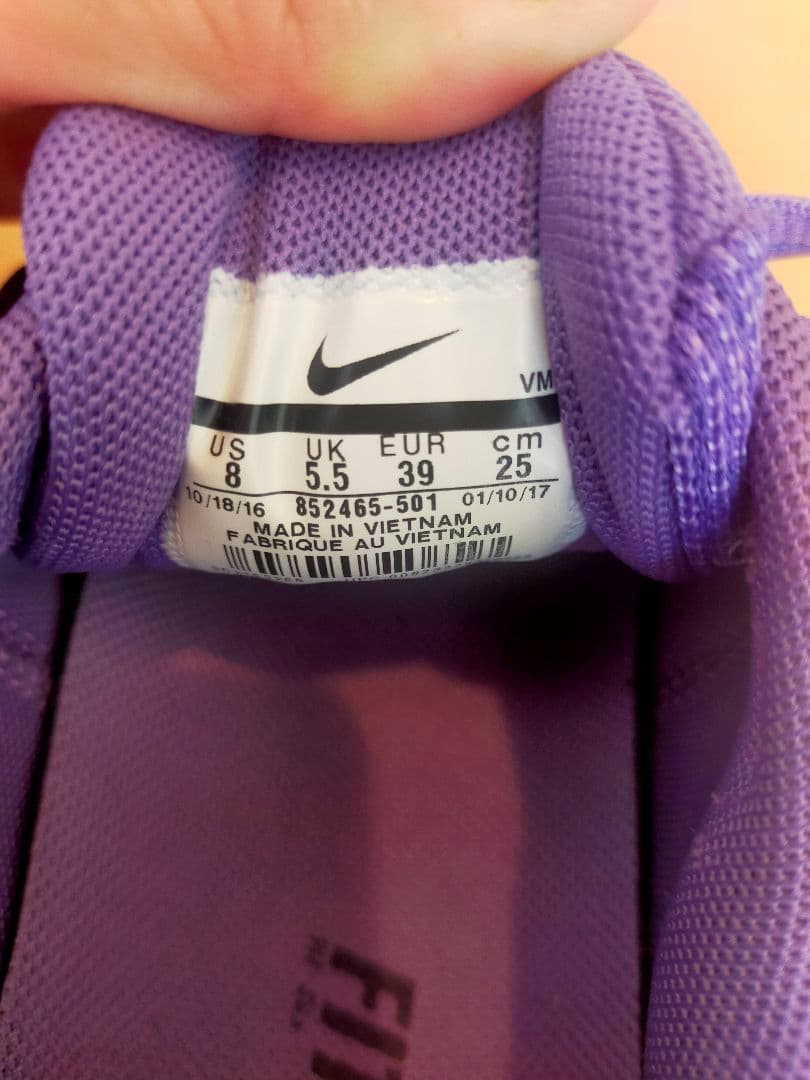 VM
US UK EUR cm
8 5.5 39 25
10/18/16 852465-501 01/10/17
MADE IN VIETNAM
FABRIQUE AU VIETNAM
FIT